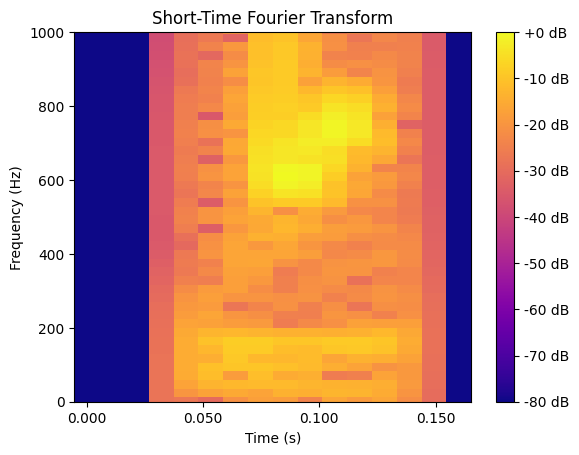 Short-Time Fourier Transform
Frequency (Hz)
1000
800
600
400
200
0
0.000
0.050
0.100
0.150
Time (s)
+0 dB
-10 dB
-20 dB
-30 dB
-40 dB
-50 dB
-60 dB
-70 dB
-80 dB